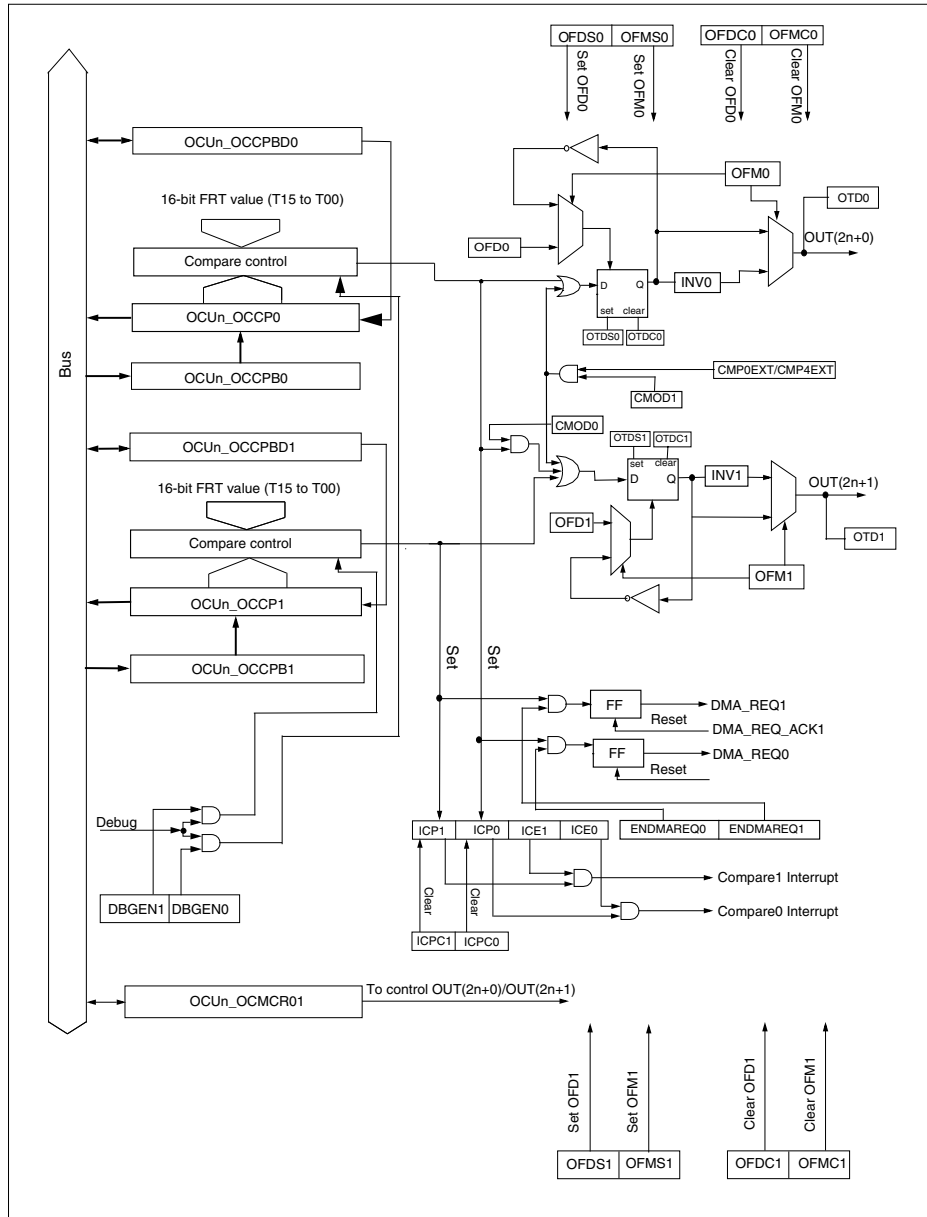 OFDS0 OFMS0 OFDC0 OFMC0
Set OFD0
Set OFM0
Clear OFD0
Clear OFM0
OCUn_OCCPBD0
16-bit FRT value (T15 to T00)
Compare control
OCUn_OCCP0
OCUn_OCCPB0
Bus
OFM0
OTD0
OUT(2n+0)
OFD0
D Q
set clear
INV0
OTDS0 OTDC0
CMP0EXT/CMP4EXT
CMOD1
CMOD0
OCUn_OCCPBD1
16-bit FRT value (T15 to T00)
Compare control
OCUn_OCCP1
OCUn_OCCPB1
OTDS1 OTDC1
set clear
D Q
INV1
OUT(2n+1)
OFD1
OTD1
OFM1
Set
Set
FF
DMA_REQ1
Reset
DMA_REQ_ACK1
FF
DMA_REQ0
Reset
Debug
DBGEN1 DBGEN0
ICP1 ICP0 ICE1 ICE0
ENDMAREQ0 ENDMAREQ1
Clear
Clear
Compare1 Interrupt
Compare0 Interrupt
ICPC1 ICPC0
OCUn_OCMCR01
To control OUT(2n+0)/OUT(2n+1)
Set OFD1
Set OFM1
Clear OFD1
Clear OFM1
OFDS1 OFMS1 OFDC1 OFMC1